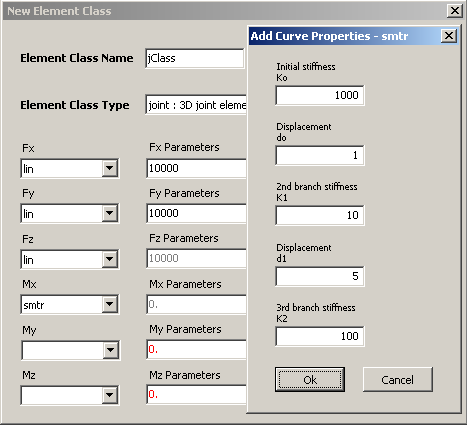 New Element Class
Element Class Name jClass
Element Class Type joint : 3D joint eleme
Fx Fx Parameters
lin 10000
Fy Fy Parameters
lin 10000
Fz Fz Parameters
lin 10000
Mx Mx Parameters
smtr 0.
My My Parameters
0.
Mz Mz Parameters
0.
Add Curve Properties - smtr
Initial stiffness
Ko
1000
Displacement
do
1
2nd branch stiffness
K1
10
Displacement
d1
5
3rd branch stiffness
K2
100
Ok Cancel